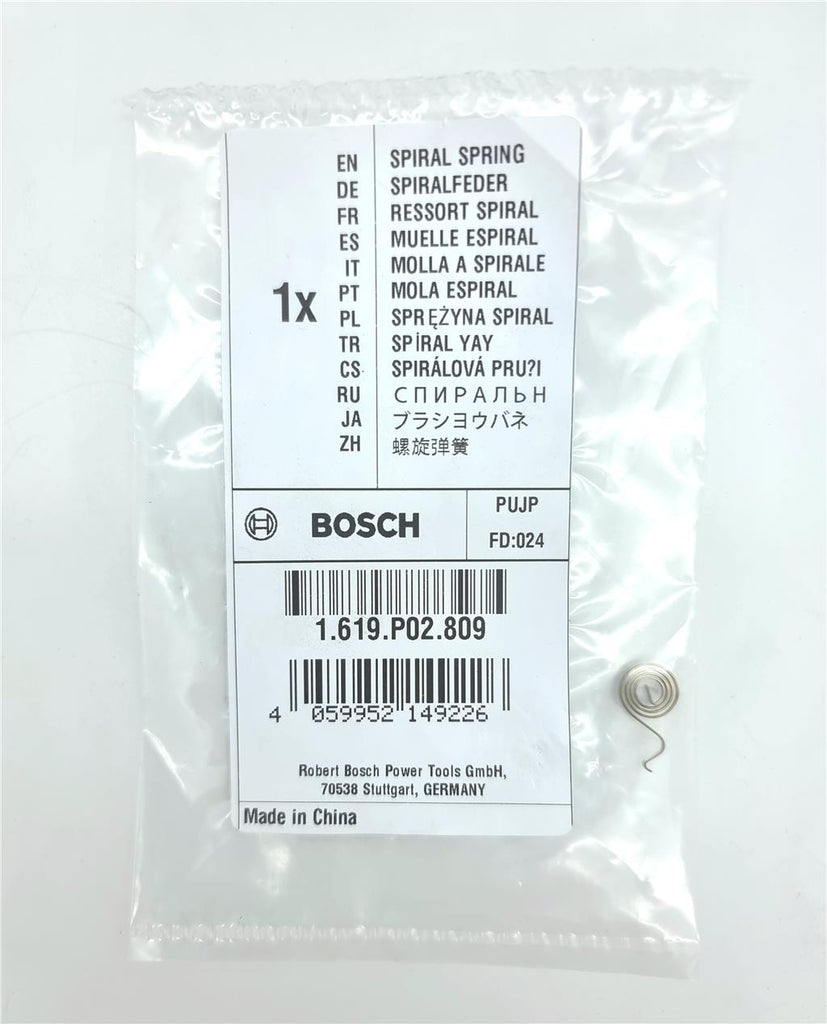 EN SPIRAL SPRING
DE SPIRALFEDER
FR RESSORT SPIRAL
ES MUELLE ESPIRAL
IT MOLLA A SPIRALE
1x
PT MOLA ESPIRAL
PL SPRĘŻYNA SPIRAL
TR SPİRAL YAY
CS SPIRÁLOVÁ PRU?I
RU СПИРАЛЬН
JA ブラシヨウバネ
ZH 螺旋弹簧
BOSCH
PUJP
FD:024
1.619.P02.809
4 059952 149226
Robert Bosch Power Tools GmbH,
70538 Stuttgart, GERMANY
Made in China